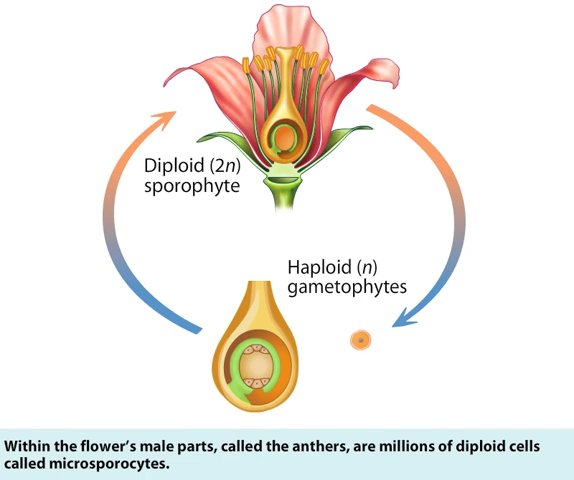 Diploid (2n)
sporophyte
Haploid (n)
gametophytes
Within the flower's male parts, called the anthers, are millions of diploid cells
called microsporocytes.